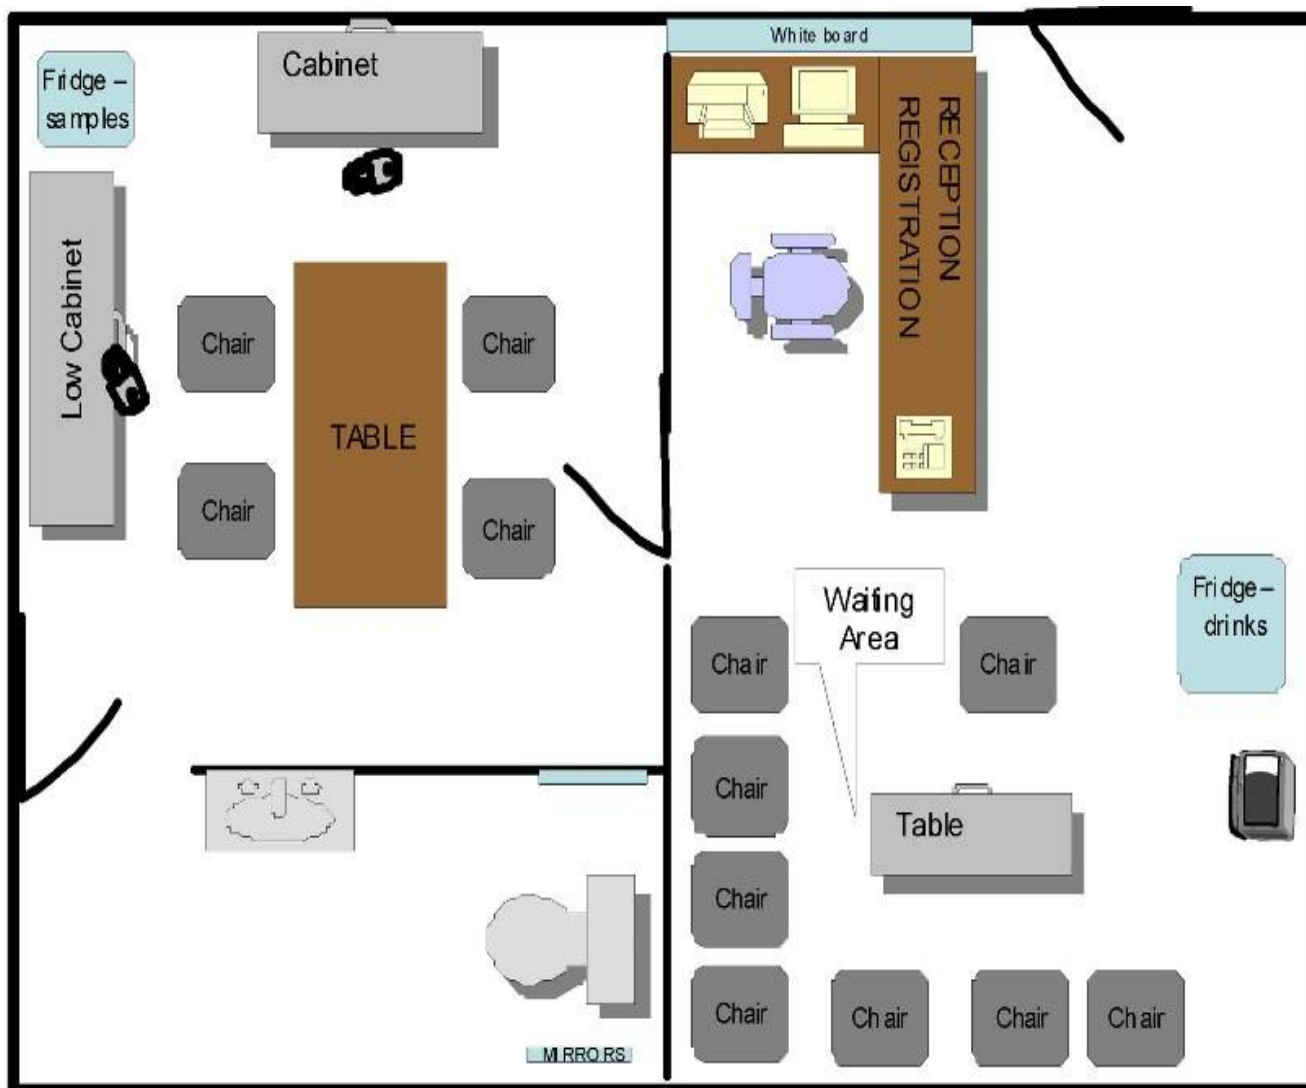 White board
Cabinet
Fridge –
samples
RECEPTION
REGISTRATION
Low Cabinet
Chair
Chair
TABLE
Chair
Chair
Waiting
Area
Fridge –
drinks
Chair
Chair
Chair
Table
Chair
Chair
Chair
Chair
Chair
MIRRORS